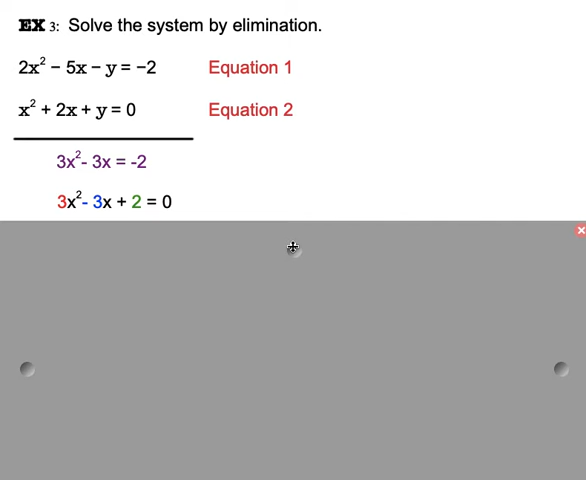 EX 3: Solve the system by elimination.
2x² − 5x − y = −2 Equation 1
x² + 2x + y = 0 Equation 2
3x²- 3x = -2
3x²- 3x + 2 = 0